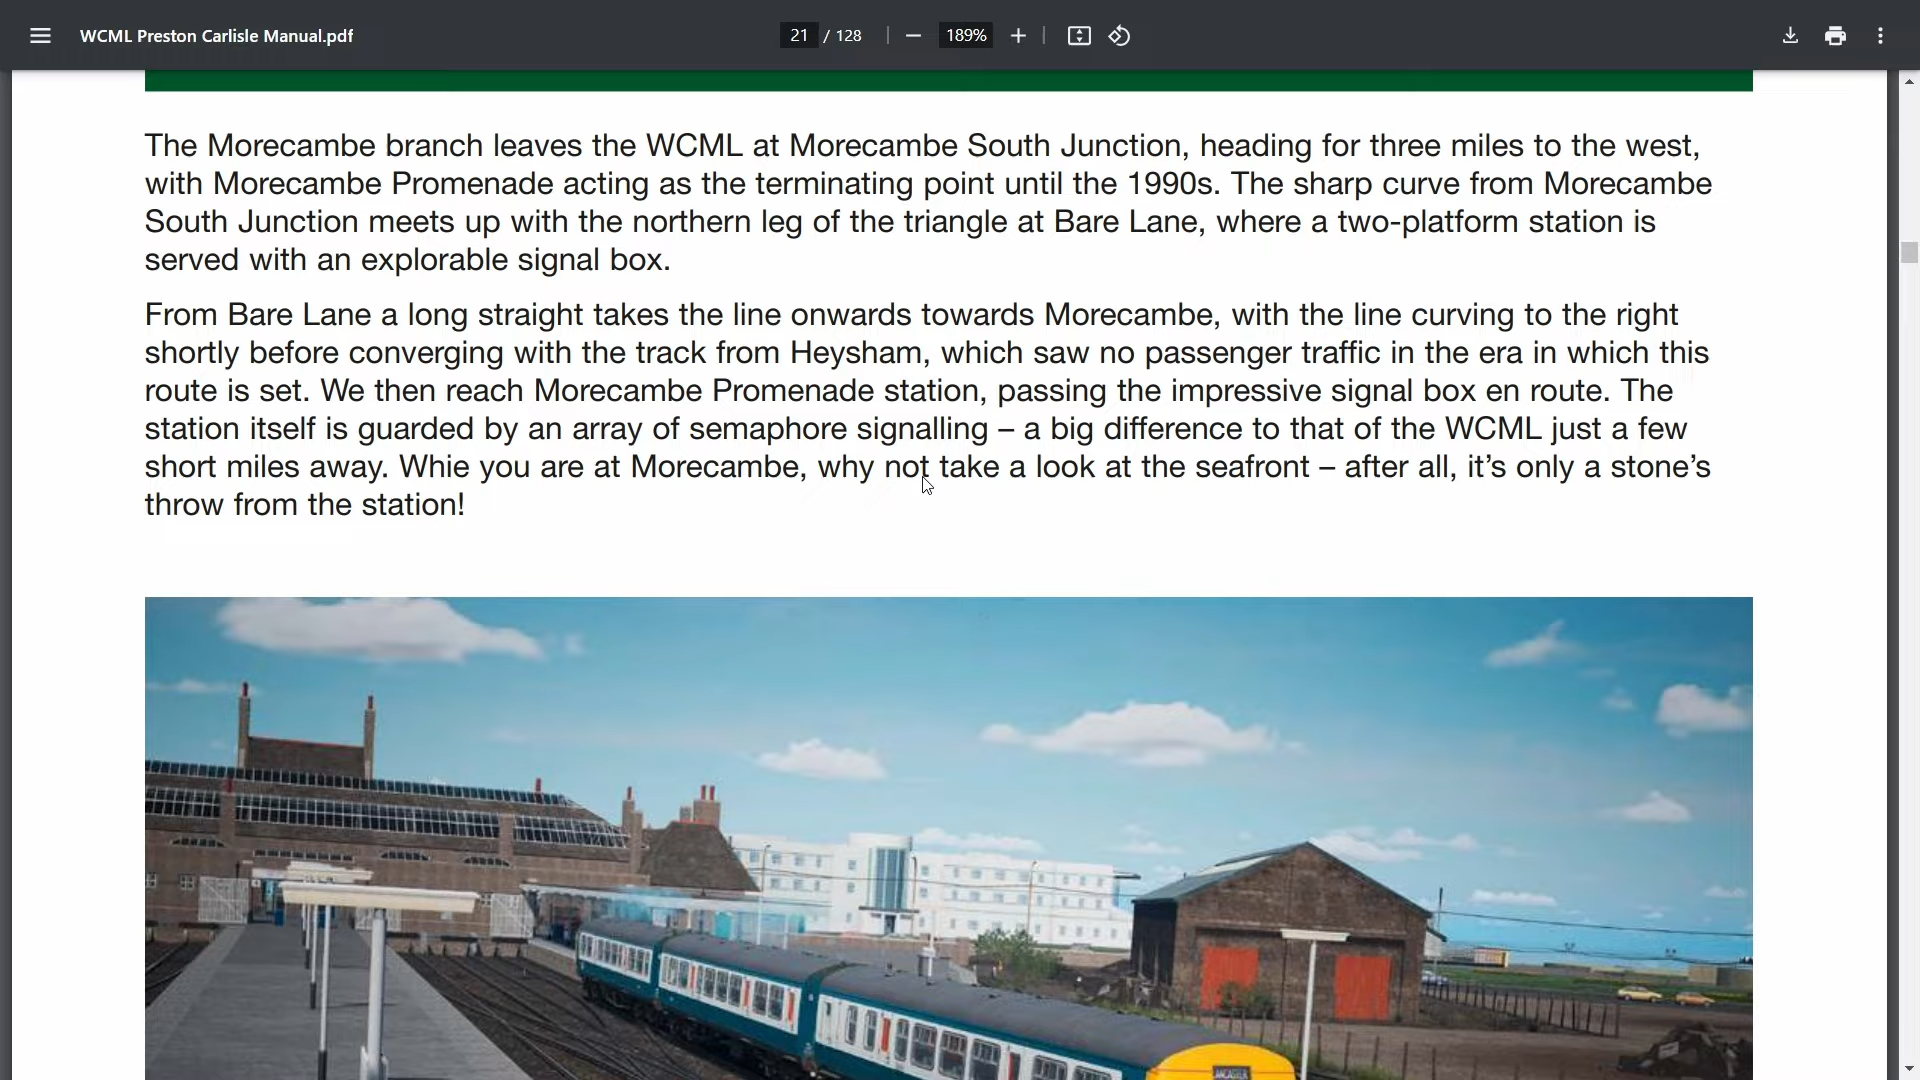 WCML Preston Carlisle Manual.pdf
21 / 128
189%
The Morecambe branch leaves the WCML at Morecambe South Junction, heading for three miles to the west,
with Morecambe Promenade acting as the terminating point until the 1990s. The sharp curve from Morecambe
South Junction meets up with the northern leg of the triangle at Bare Lane, where a two-platform station is
served with an explorable signal box.
From Bare Lane a long straight takes the line onwards towards Morecambe, with the line curving to the right
shortly before converging with the track from Heysham, which saw no passenger traffic in the era in which this
route is set. We then reach Morecambe Promenade station, passing the impressive signal box en route. The
station itself is guarded by an array of semaphore signalling – a big difference to that of the WCML just a few
short miles away. Whie you are at Morecambe, why not take a look at the seafront – after all, it’s only a stone’s
throw from the station!